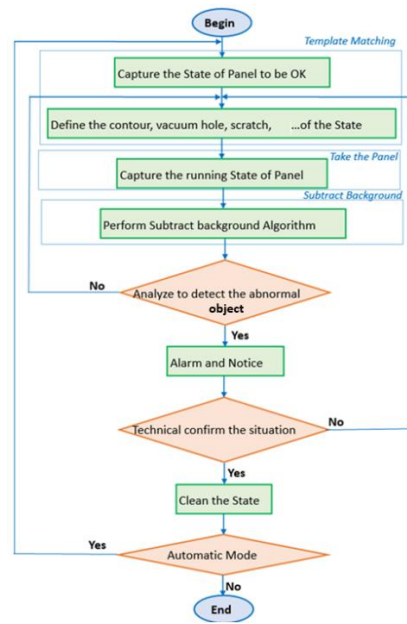 Begin
Template Matching
Capture the State of Panel to be OK
Define the contour, vacuum hole, scratch, ...of the State
Take the Panel
Capture the running State of Panel
Subtract Background
Perform Subtract background Algorithm
No
Analyze to detect the abnormal
object
Yes
Alarm and Notice
Technical confirm the situation
No
Yes
Clean the State
Yes
Automatic Mode
No
End